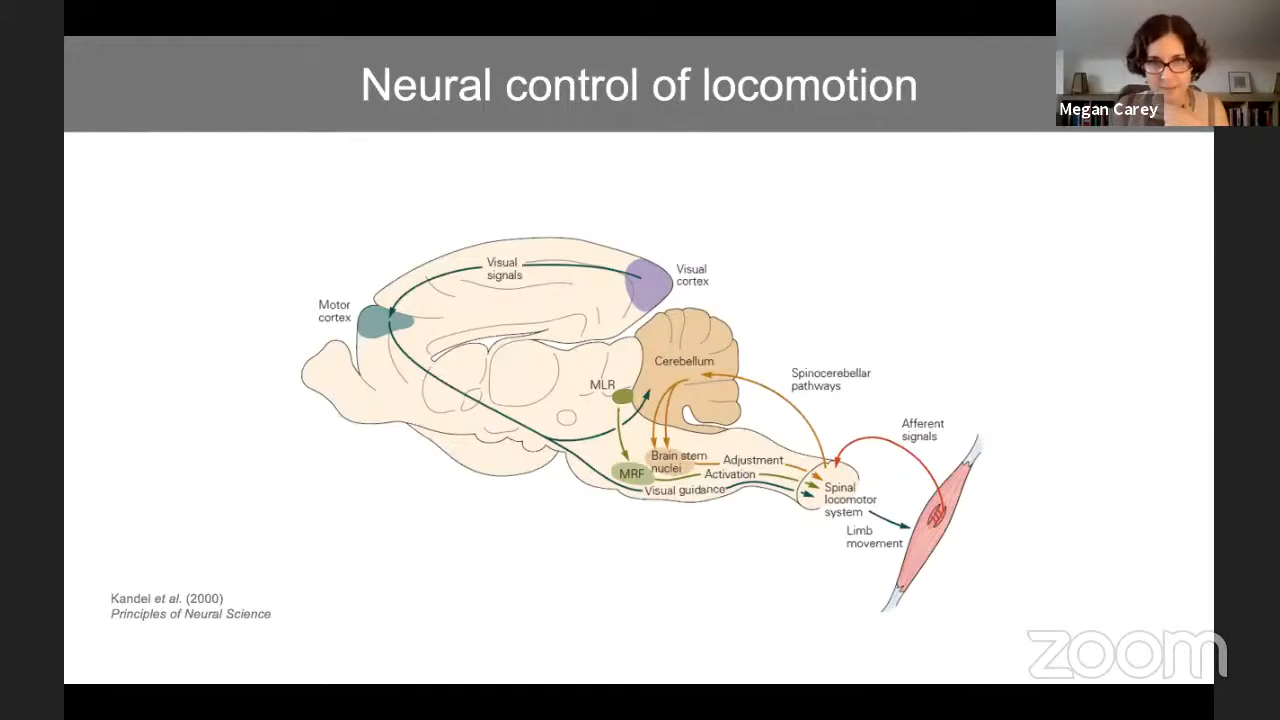 Neural control of locomotion
Megan Carey
Visual
signals
Visual
cortex
Motor
cortex
Cerebellum
MLR
Spinocerebellar
pathways
Afferent
signals
Brain stem
nuclei
MRF
Adjustment
Activation
Visual guidance
Spinal
locomotor
system
Limb
movement
Kandel et al. (2000)
Principles of Neural Science
zoom